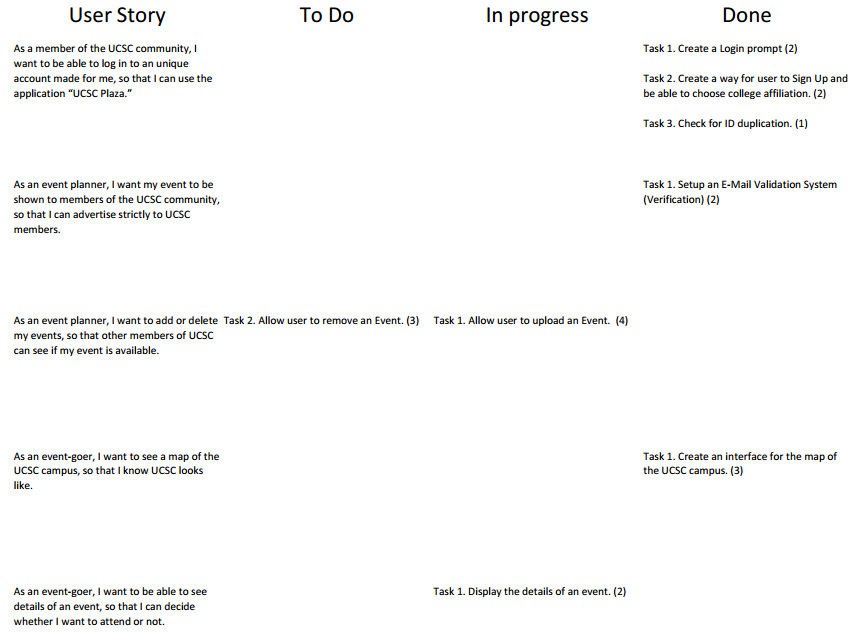 User Story To Do In progress Done
As a member of the UCSC community, I
want to be able to log in to an unique
account made for me, so that I can use the
application “UCSC Plaza.”
Task 1. Create a Login prompt (2)
Task 2. Create a way for user to Sign Up and
be able to choose college affiliation. (2)
Task 3. Check for ID duplication. (1)
As an event planner, I want my event to be
shown to members of the UCSC community,
so that I can advertise strictly to UCSC
members.
Task 1. Setup an E-Mail Validation System
(Verification) (2)
As an event planner, I want to add or delete
my events, so that other members of UCSC
can see if my event is available.
Task 2. Allow user to remove an Event. (3)
Task 1. Allow user to upload an Event. (4)
As an event-goer, I want to see a map of the
UCSC campus, so that I know UCSC looks
like.
Task 1. Create an interface for the map of
the UCSC campus. (3)
As an event-goer, I want to be able to see
details of an event, so that I can decide
whether I want to attend or not.
Task 1. Display the details of an event. (2)